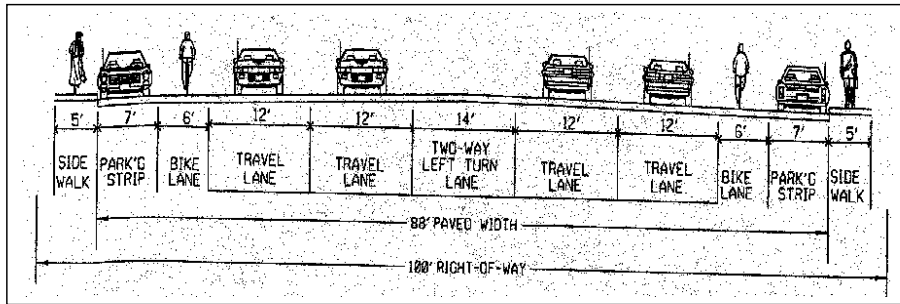 5' 7' 6' 12' 12' 14' 12' 12' 6' 7' 5'
SIDE WALK
PARK'G STRIP
BIKE LANE
TRAVEL LANE
TRAVEL LANE
TWO-WAY LEFT TURN LANE
TRAVEL LANE
TRAVEL LANE
BIKE LANE
PARK'G STRIP
SIDE WALK
88' PAVED WIDTH
100' RIGHT-OF-WAY